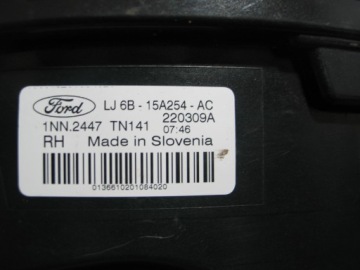 Ford LJ 6B - 15A254 - AC
220309A
1NN.2447 TN141 07:46
RH Made in Slovenia
0136610201084020